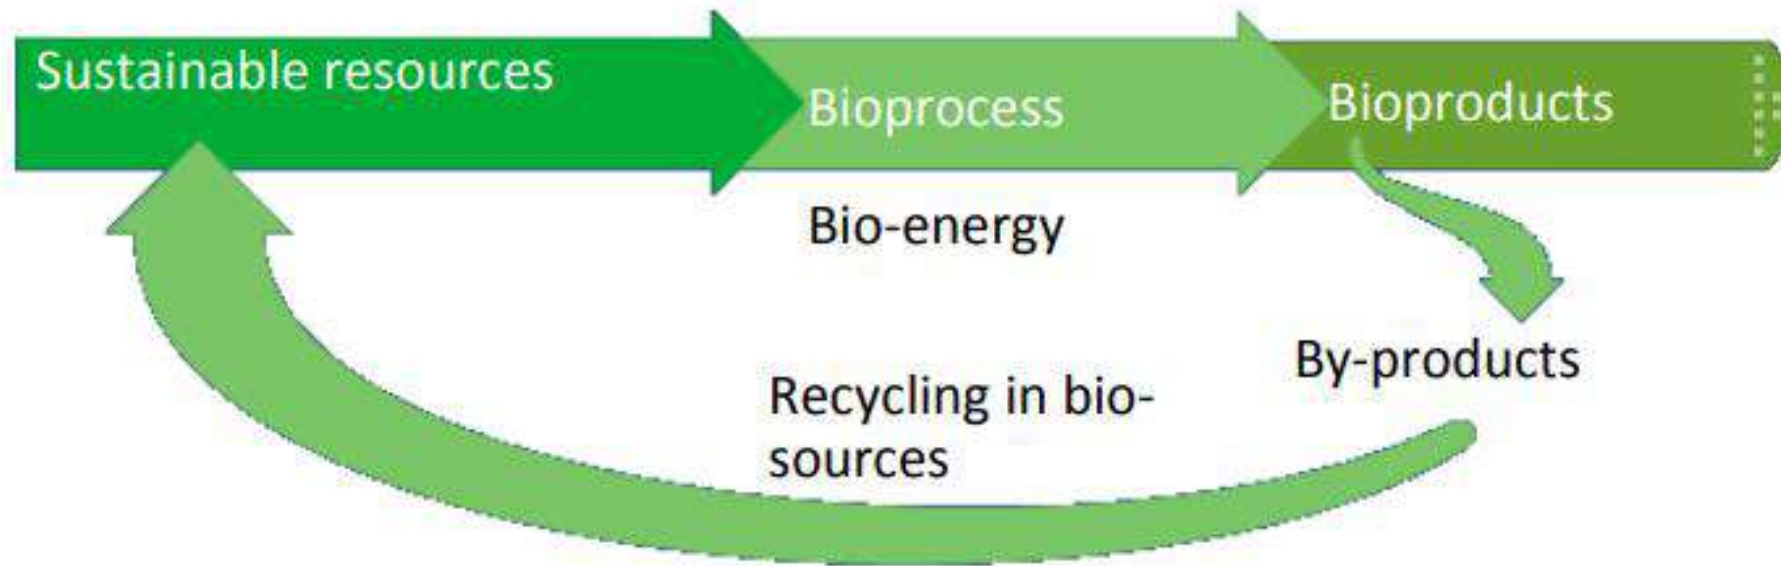 Sustainable resources
Bioprocess
Bioproducts
Bio-energy
By-products
Recycling in bio-
sources